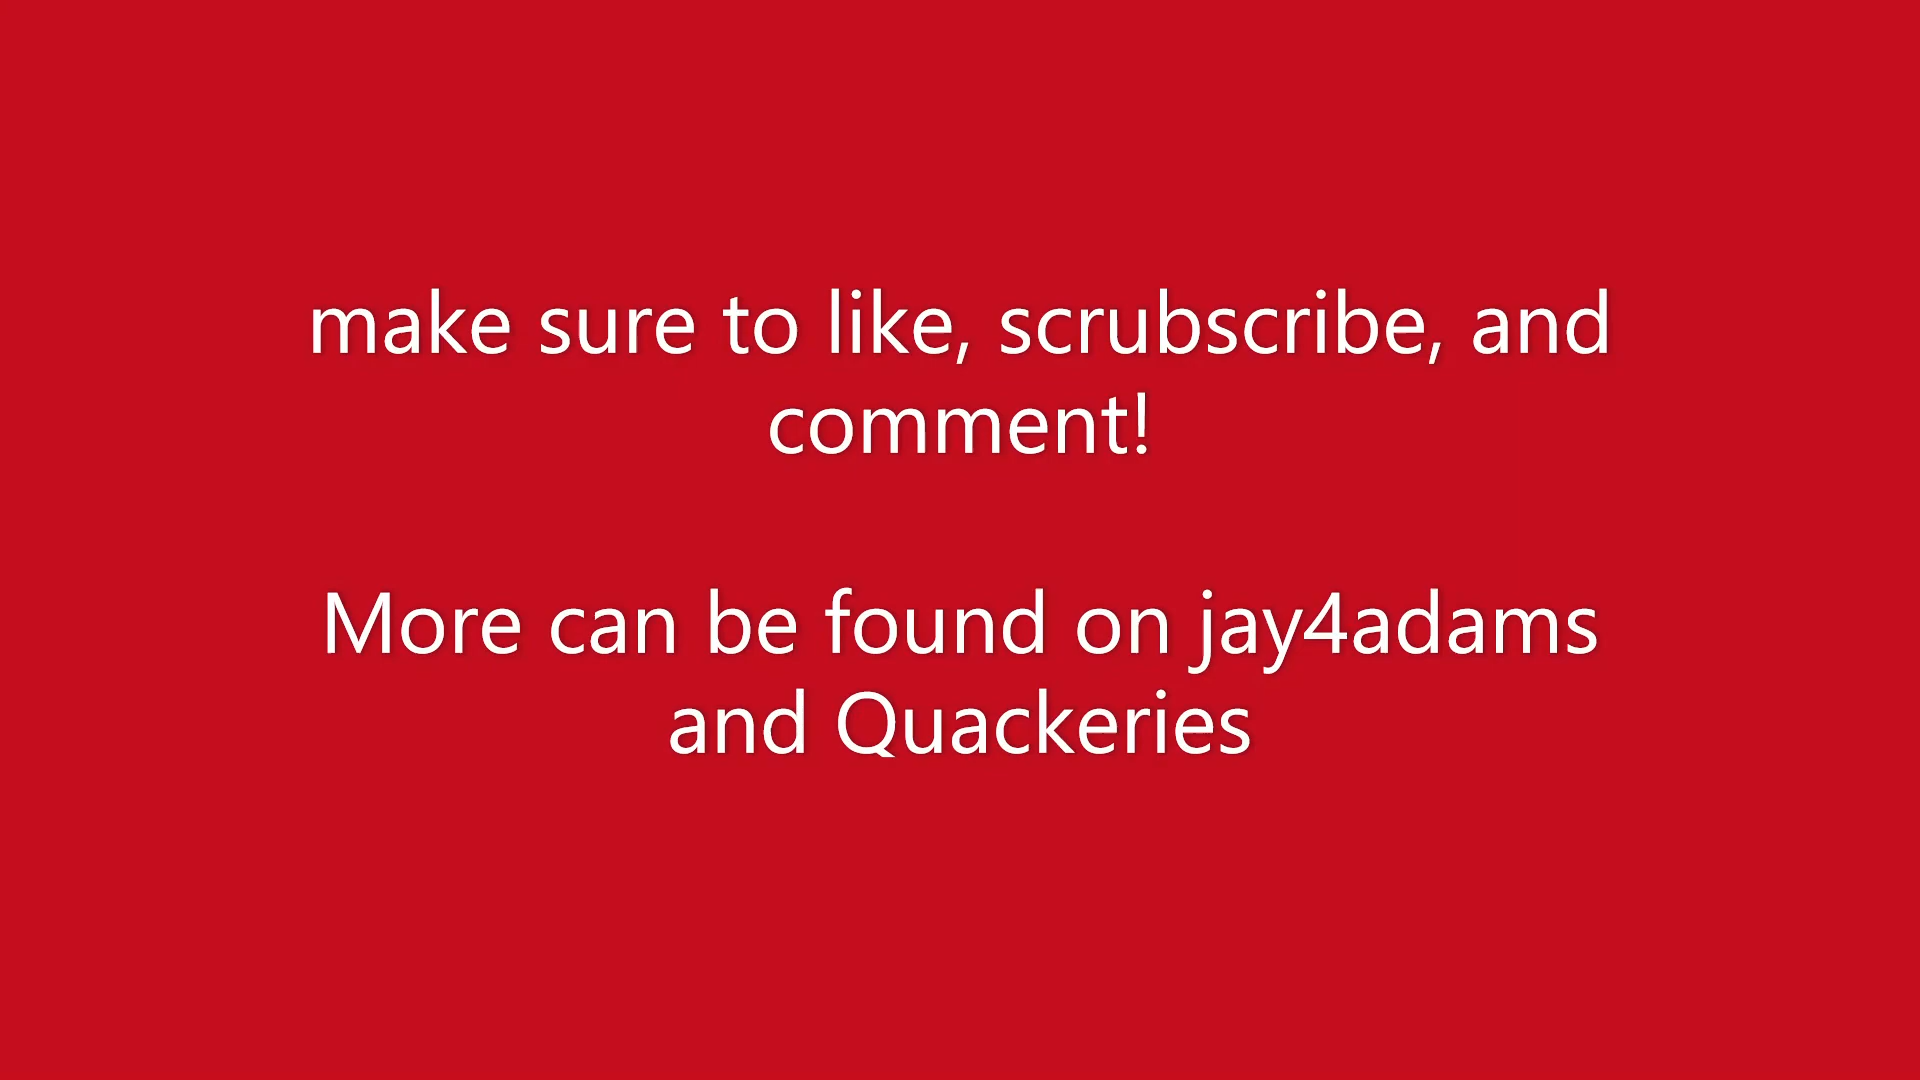 make sure to like, scrubscribe, and
comment!
More can be found on jay4adams
and Quackeries